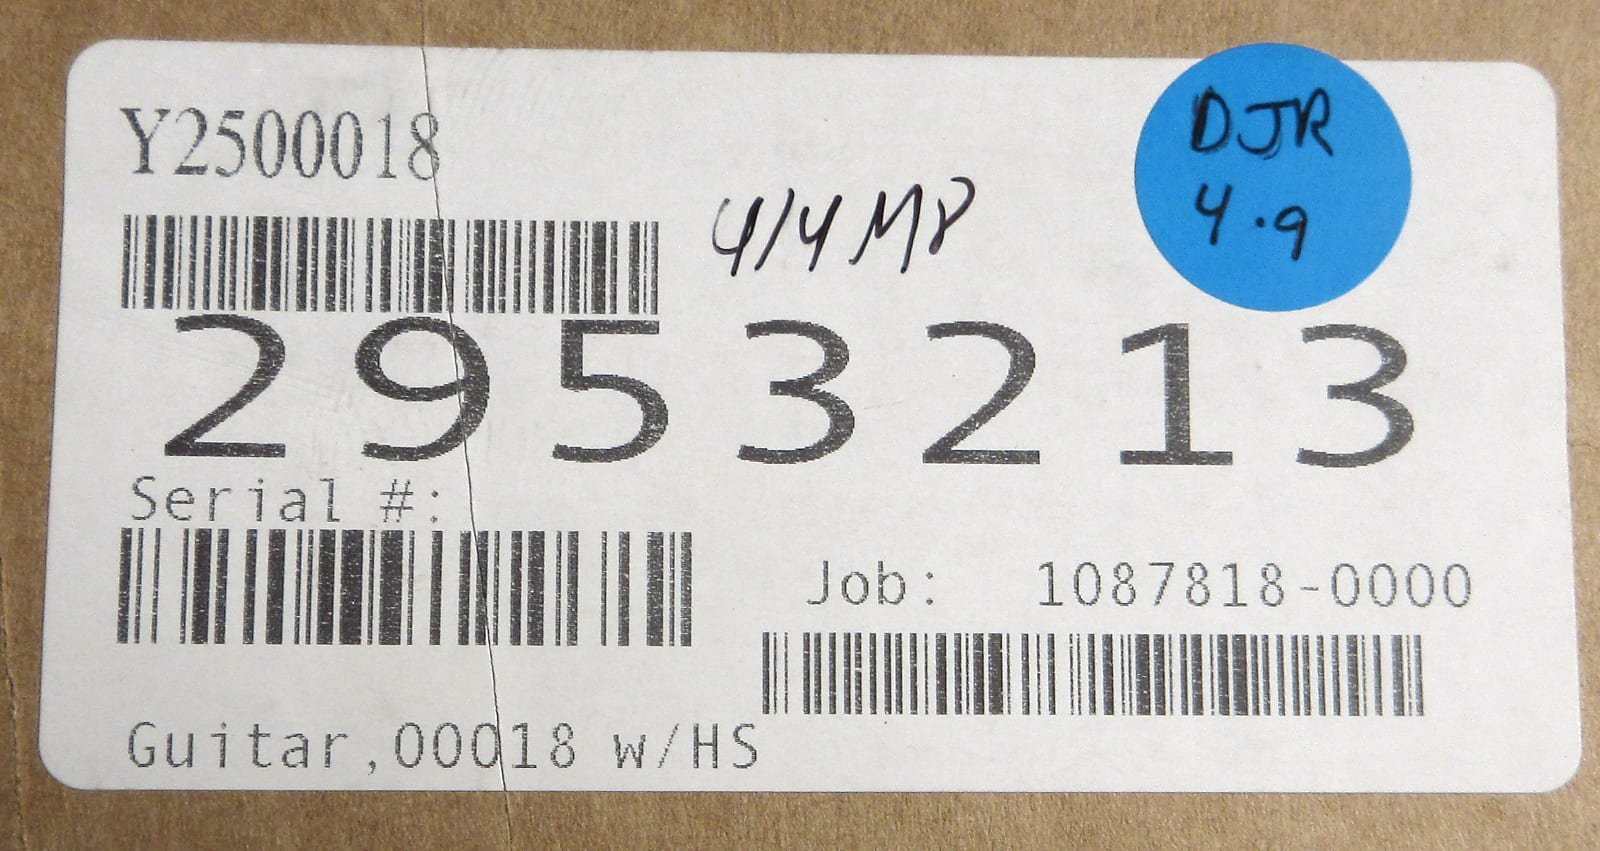 Y2500018
DJR
4.9
4/4 MP
2953213
Serial #:
Job: 1087818-0000
Guitar,00018 w/HS